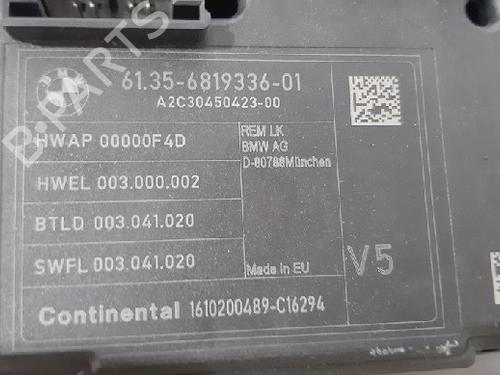 BMW
61.35-6819336-01
A2C30450423-00
HWAP 00000F4D
HWEL 003.000.002
BTLD 003.041.020
SWFL 003.041.020
REM LK
BMW AG
D-80788München
Made in EU
V5
Continental 1610200489-C16294
B-PARTS